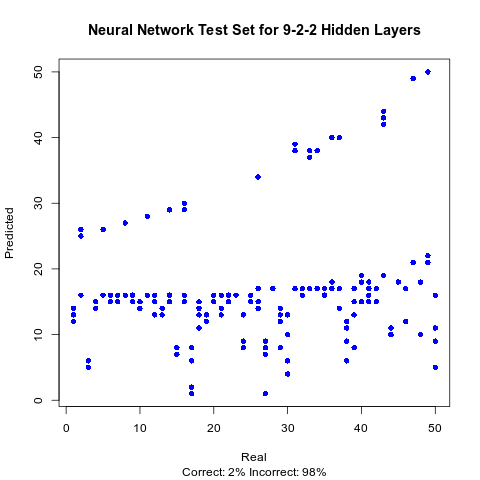 Neural Network Test Set for 9-2-2 Hidden Layers
Predicted
50
40
30
20
10
0
0 10 20 30 40 50
Real
Correct: 2% Incorrect: 98%